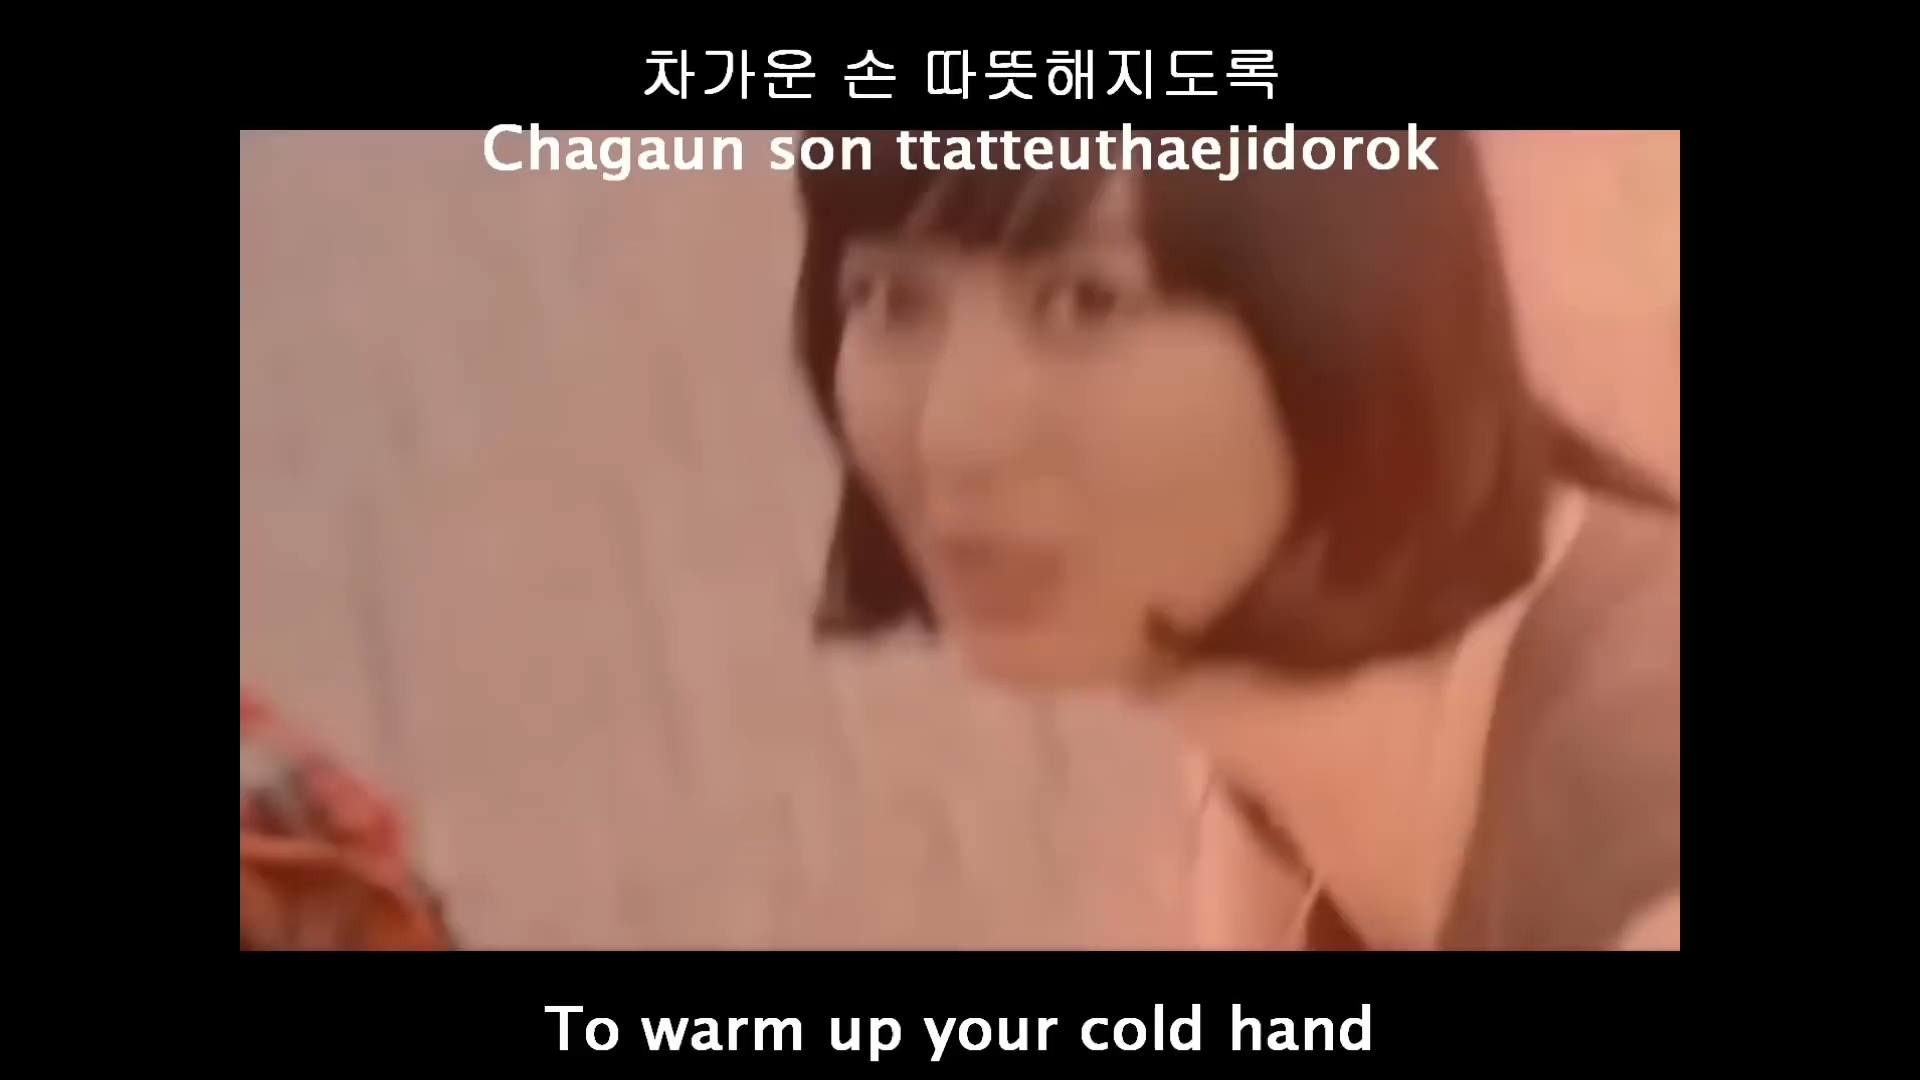 차가운 손 따뜻해지도록
Chagaun son ttatteuthaejidorok
To warm up your cold hand